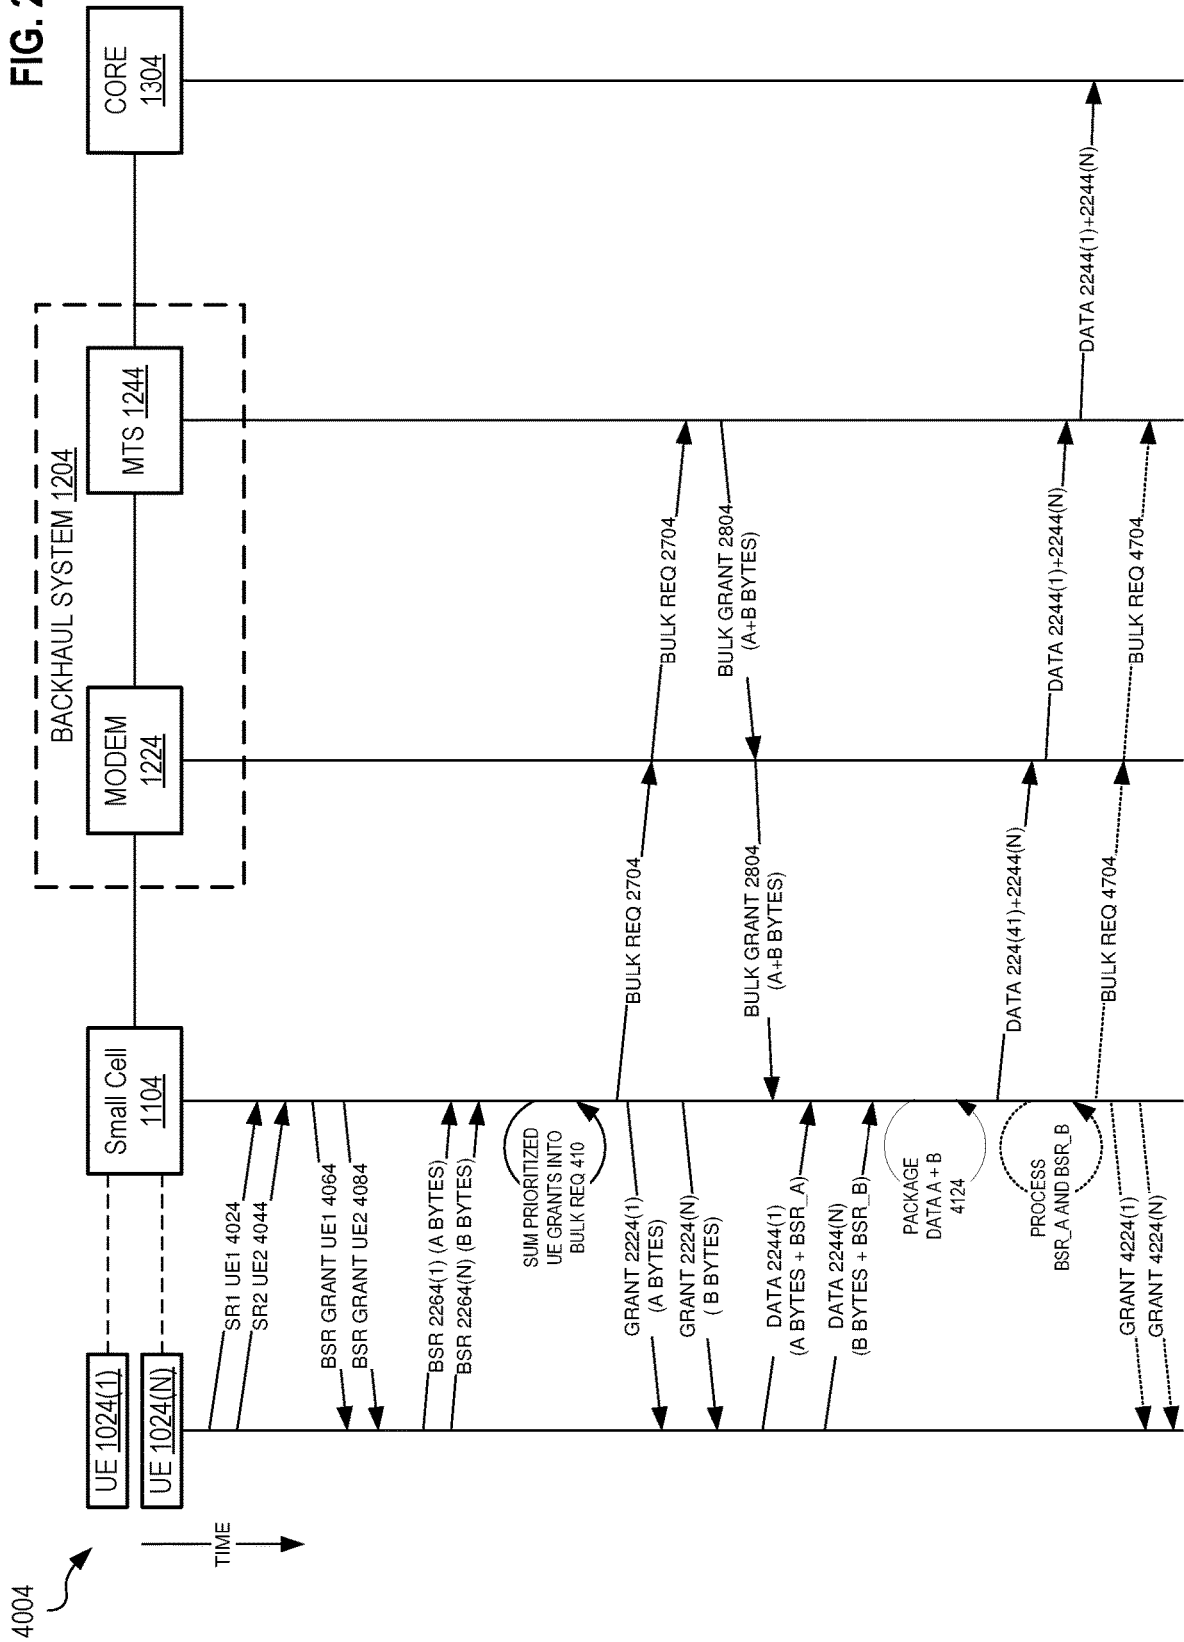 FIG. 2
4004
TIME
UE 1024(1)
UE 1024(N)
Small Cell
1104
BACKHAUL SYSTEM 1204
MODEM
1224
MTS 1244
CORE
1304
SR1 UE1 4024
SR2 UE2 4044
BSR GRANT UE1 4064
BSR GRANT UE2 4084
BSR 2264(1) (A BYTES)
BSR 2264(N) (B BYTES)
SUM PRIORITIZED
UE GRANTS INTO
BULK REQ 410
BULK REQ 2704
BULK REQ 2704
GRANT 2224(1)
(A BYTES)
GRANT 2224(N)
( B BYTES)
BULK GRANT 2804
(A+B BYTES)
BULK GRANT 2804
(A+B BYTES)
DATA 2244(1)
(A BYTES + BSR_A)
DATA 2244(N)
(B BYTES + BSR_B)
PACKAGE
DATA A + B
4124
DATA 224(41)+2244(N)
DATA 2244(1)+2244(N)
DATA 2244(1)+2244(N)
PROCESS
BSR_A AND BSR_B
BULK REQ 4704
BULK REQ 4704
GRANT 4224(1)
GRANT 4224(N)